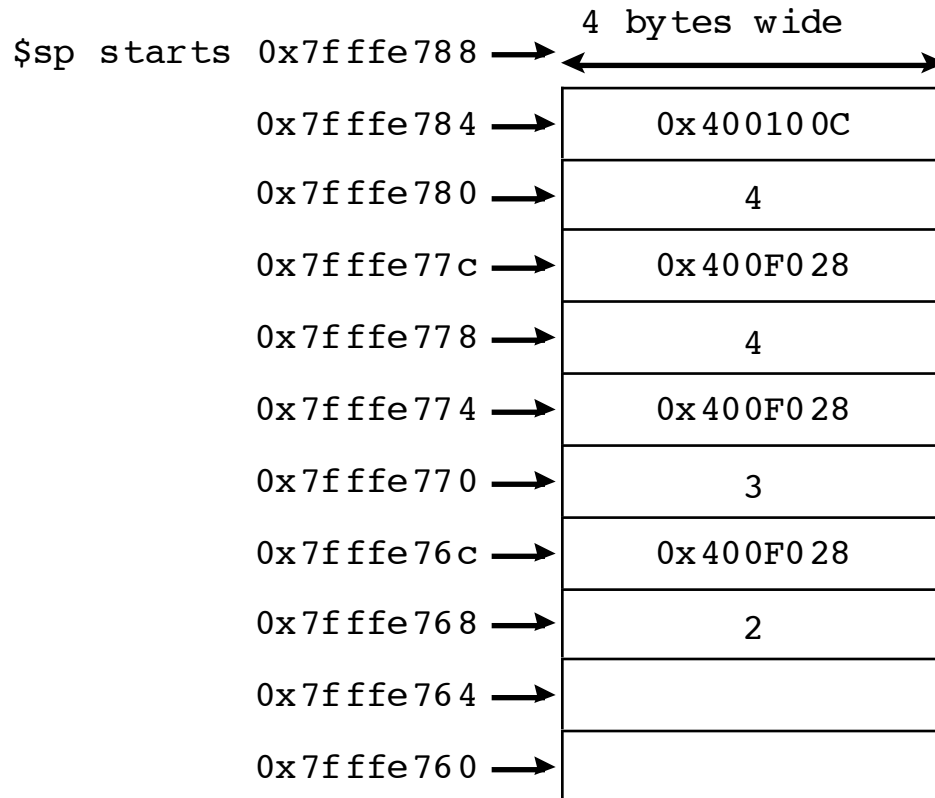 4 bytes wide
$sp starts 0x7fffe788
0x7fffe784 0x400100C
0x7fffe780 4
0x7fffe77c 0x400F028
0x7fffe778 4
0x7fffe774 0x400F028
0x7fffe770 3
0x7fffe76c 0x400F028
0x7fffe768 2
0x7fffe764
0x7fffe760